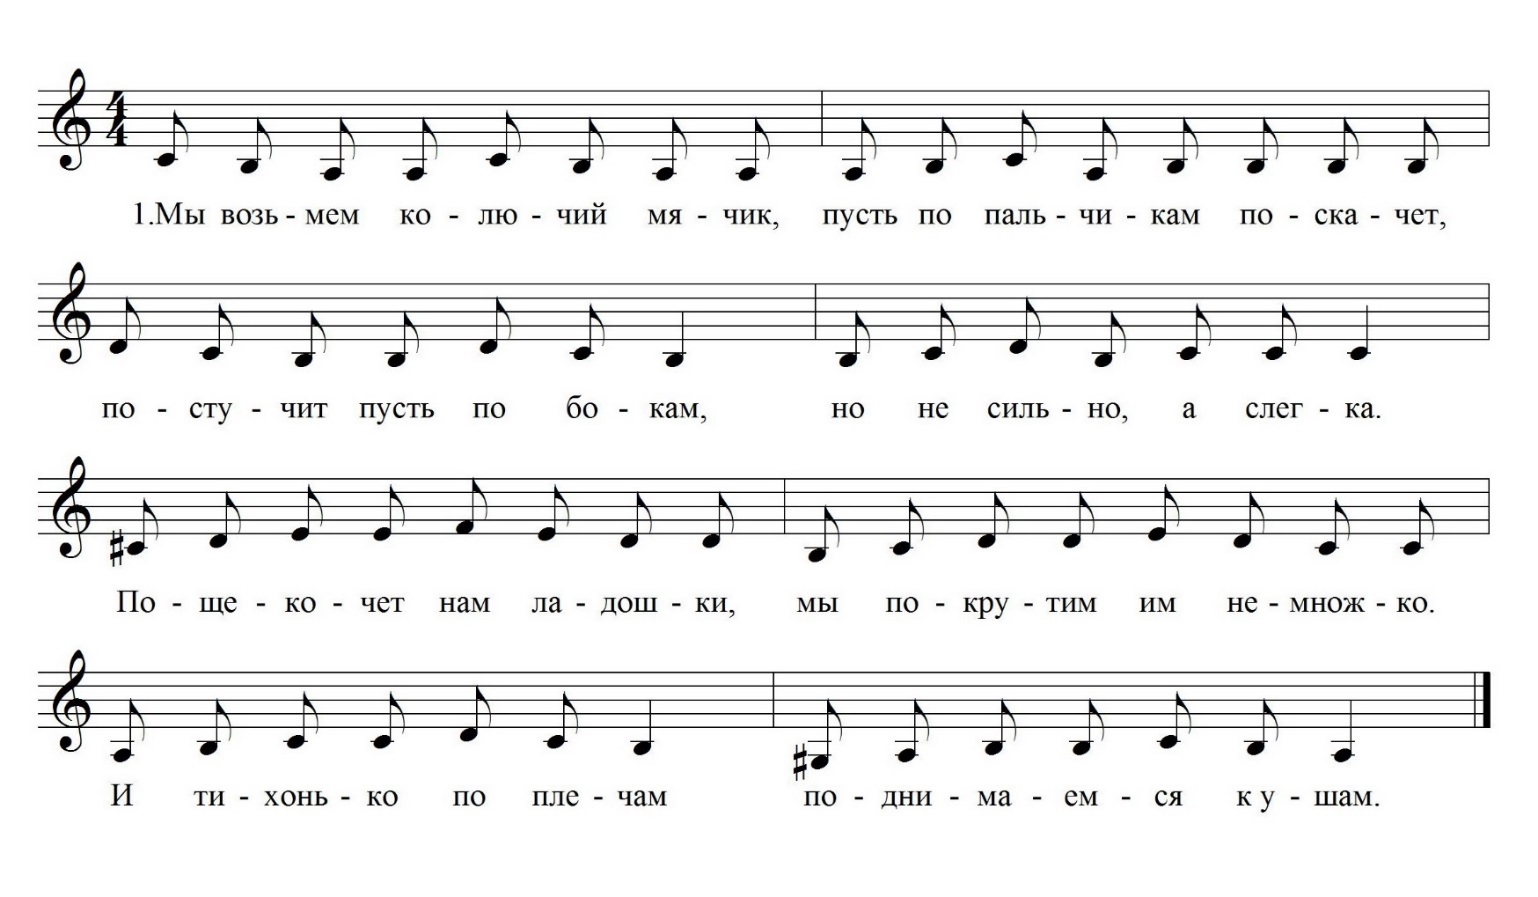 4
4
1.Мы возь - мем ко - лю - чий мя - чик, пусть по паль - чи - кам по - ска - чет,
по - сту - чит пусть по бо - кам, но не силь - но, а слег - ка.
По - ще - ко - чет нам ла - дош - ки, мы по - кру - тим им не - множ - ко.
И ти - хонь - ко по пле - чам по - дни - ма - ем - ся к у - шам.